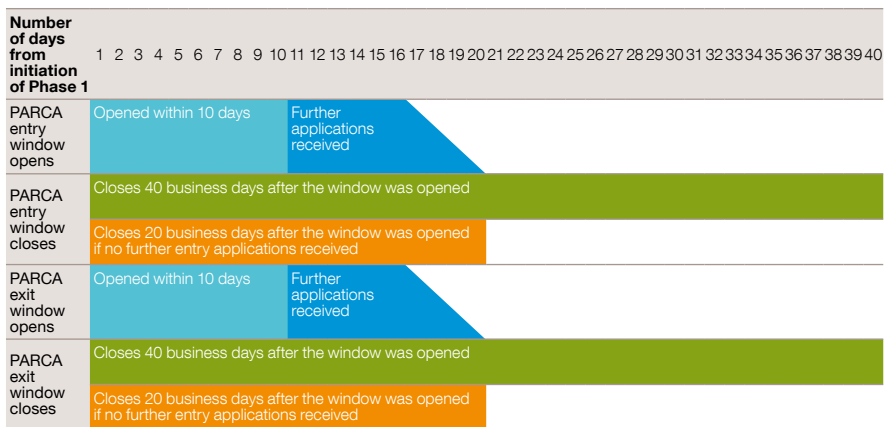 Number
of days
from
initiation
of Phase 1
1 2 3 4 5 6 7 8 9 10 11 12 13 14 15 16 17 18 19 20 21 22 23 24 25 26 27 28 29 30 31 32 33 34 35 36 37 38 39 40
PARCA
entry
window
opens
Opened within 10 days
Further
applications
received
PARCA
entry
window
closes
Closes 40 business days after the window was opened
Closes 20 business days after the window was opened
if no further entry applications received
PARCA
exit
window
opens
Opened within 10 days
Further
applications
received
PARCA
exit
window
closes
Closes 40 business days after the window was opened
Closes 20 business days after the window was opened
if no further entry applications received